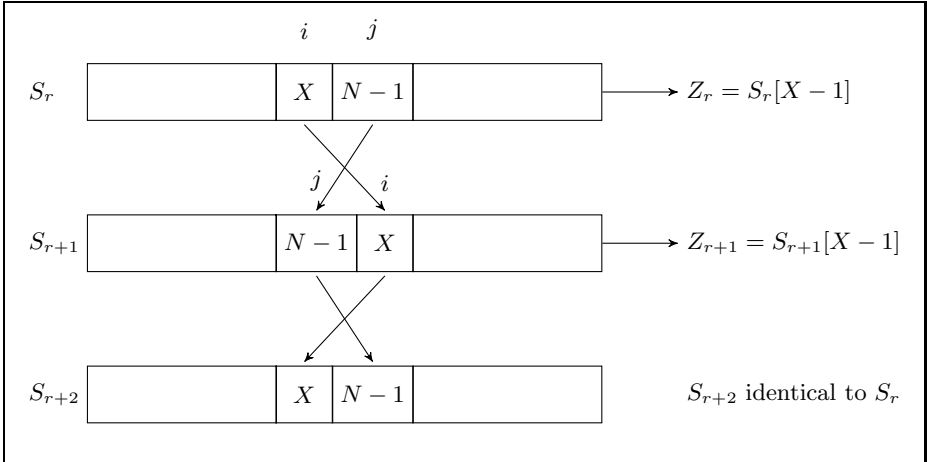 i j
S_r X N − 1 Z_r = S_r[X − 1]
j i
S_{r+1} N − 1 X Z_{r+1} = S_{r+1}[X − 1]
S_{r+2} X N − 1 S_{r+2} identical to S_r